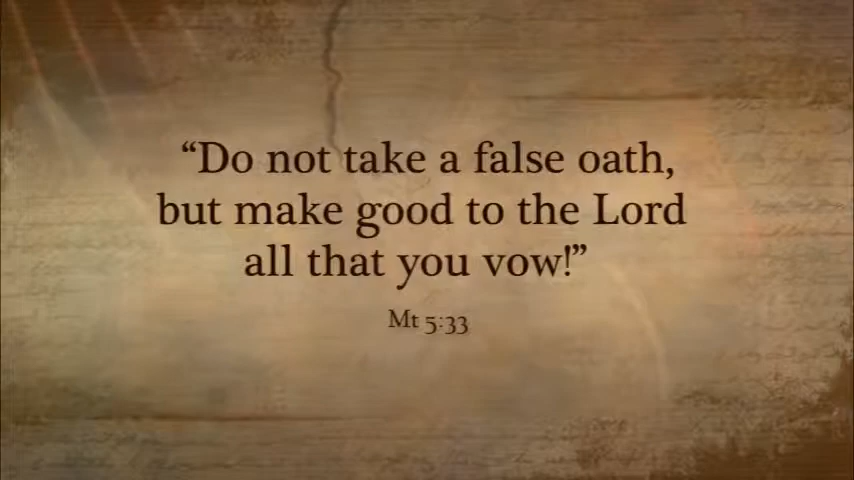 “Do not take a false oath,
but make good to the Lord
all that you vow!”
Mt 5:33